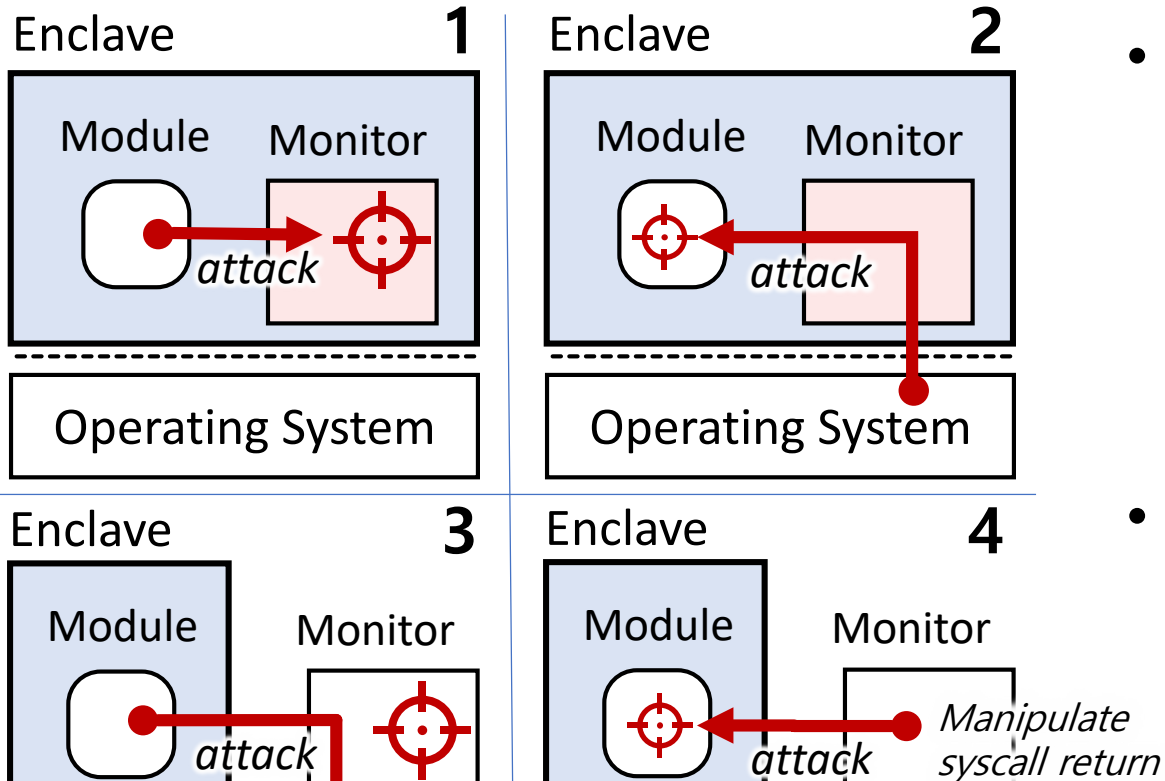 Enclave 1
Module Monitor
attack
Operating System
Enclave 2
Module Monitor
attack
Operating System
Enclave 3
Module Monitor
attack
Enclave 4
Module Monitor
attack
Manipulate
syscall return